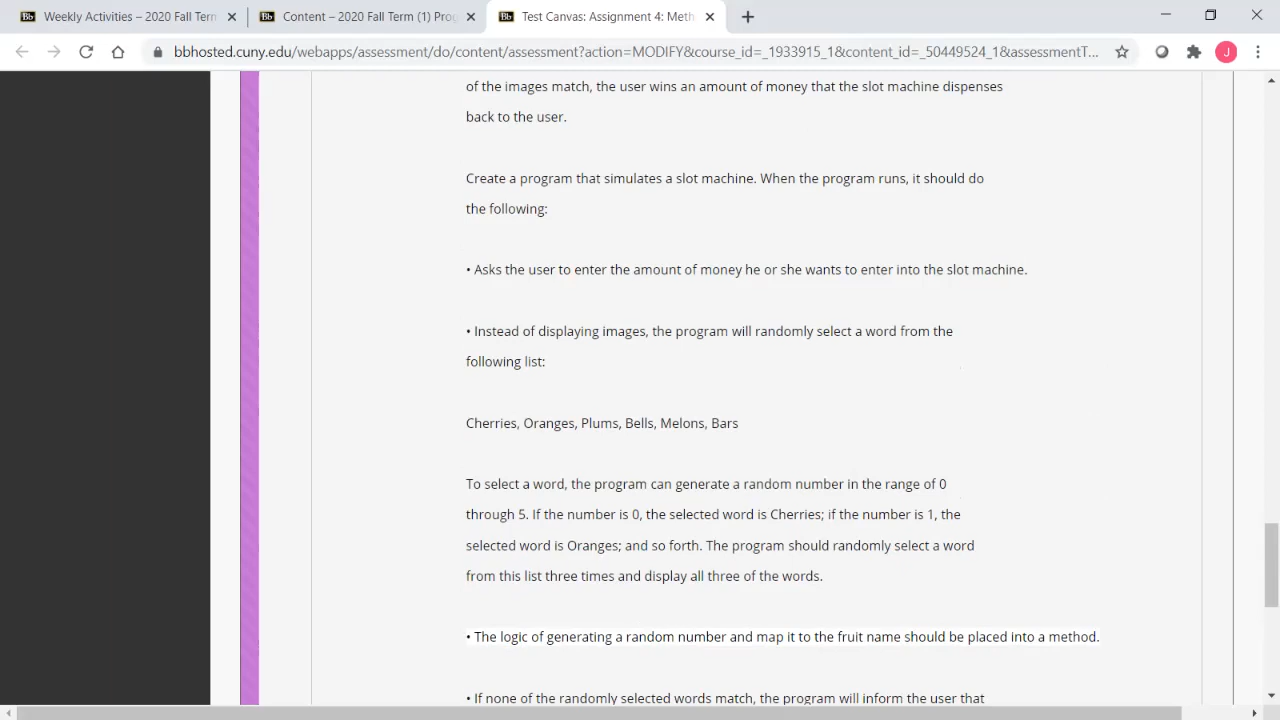 Weekly Activities – 2020 Fall Term
Content – 2020 Fall Term (1) Prog
Test Canvas: Assignment 4: Meth
bbhosted.cuny.edu/webapps/assessment/do/content/assessment?action=MODIFY&course_id=_1933915_1&content_id=_50449524_1&assessmentT...
J
of the images match, the user wins an amount of money that the slot machine dispenses
back to the user.
Create a program that simulates a slot machine. When the program runs, it should do
the following:
• Asks the user to enter the amount of money he or she wants to enter into the slot machine.
• Instead of displaying images, the program will randomly select a word from the
following list:
Cherries, Oranges, Plums, Bells, Melons, Bars
To select a word, the program can generate a random number in the range of 0
through 5. If the number is 0, the selected word is Cherries; if the number is 1, the
selected word is Oranges; and so forth. The program should randomly select a word
from this list three times and display all three of the words.
• The logic of generating a random number and map it to the fruit name should be placed into a method.
• If none of the randomly selected words match, the program will inform the user that